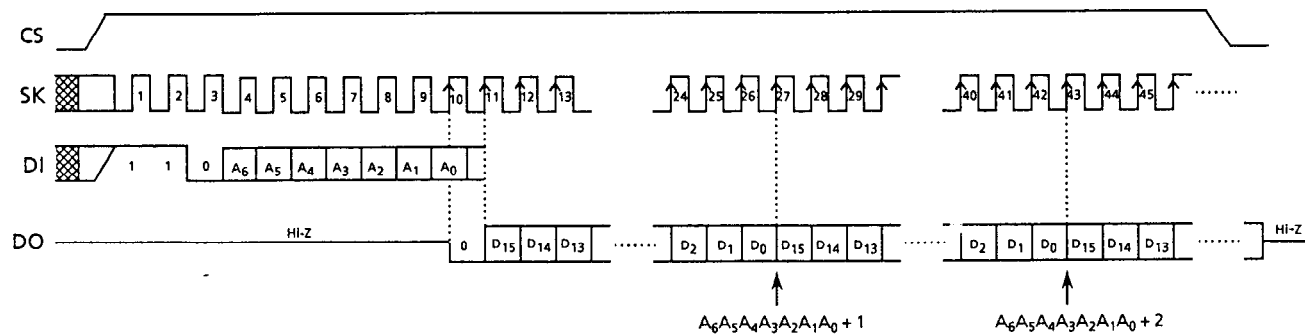 CS
SK 1 2 3 4 5 6 7 8 9 10 11 12 13 24 25 26 27 28 29 40 41 42 43 44 45 ······
DI 1 1 0 A₆ A₅ A₄ A₃ A₂ A₁ A₀
DO Hi-Z 0 D₁₅ D₁₄ D₁₃ ······ D₂ D₁ D₀ D₁₅ D₁₄ D₁₃ ······ D₂ D₁ D₀ D₁₅ D₁₄ D₁₃ ······ Hi-Z
A₆A₅A₄A₃A₂A₁A₀ + 1 A₆A₅A₄A₃A₂A₁A₀ + 2